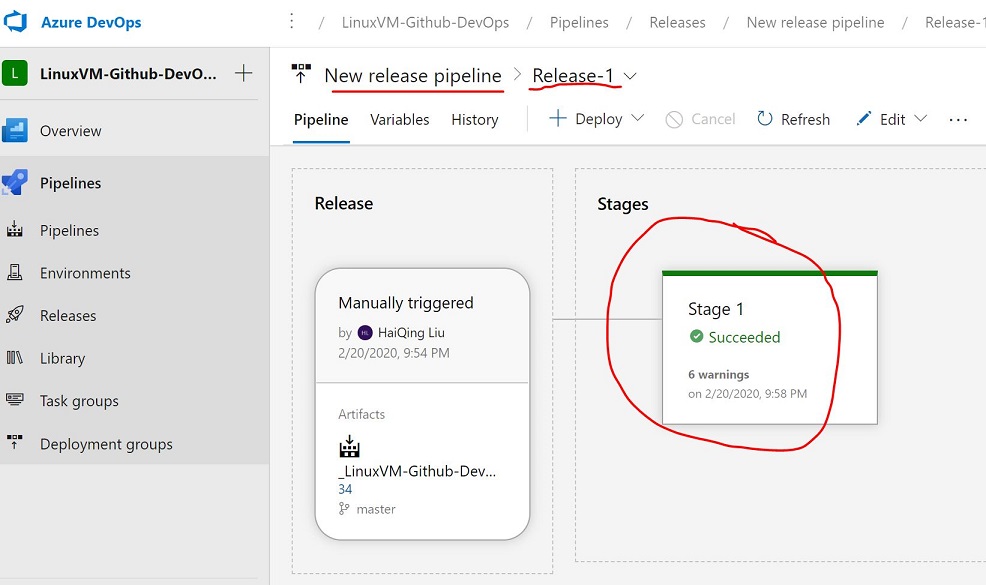 Azure DevOps
⋮ / LinuxVM-Github-DevOps / Pipelines / Releases / New release pipeline / Release-1
L LinuxVM-Github-DevO... +
New release pipeline > Release-1
Pipeline Variables History + Deploy Cancel Refresh Edit ...
Overview
Pipelines
Pipelines
Environments
Releases
Library
Task groups
Deployment groups
Release
Manually triggered
by HL HaiQing Liu
2/20/2020, 9:54 PM
Artifacts
_LinuxVM-Github-Dev...
34
master
Stages
Stage 1
Succeeded
6 warnings
on 2/20/2020, 9:58 PM